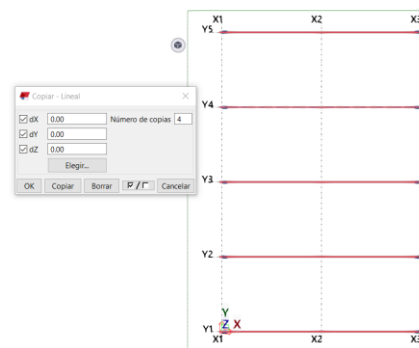 X1 X2 X3
Y5
Copiar - Lineal
dX 0.00 Número de copias 4
dY 0.00
dZ 0.00
Elegir...
OK Copiar Borrar / Cancelar
Y4
Y3
Y2
Y
Z X
Y1
X1 X2 X3